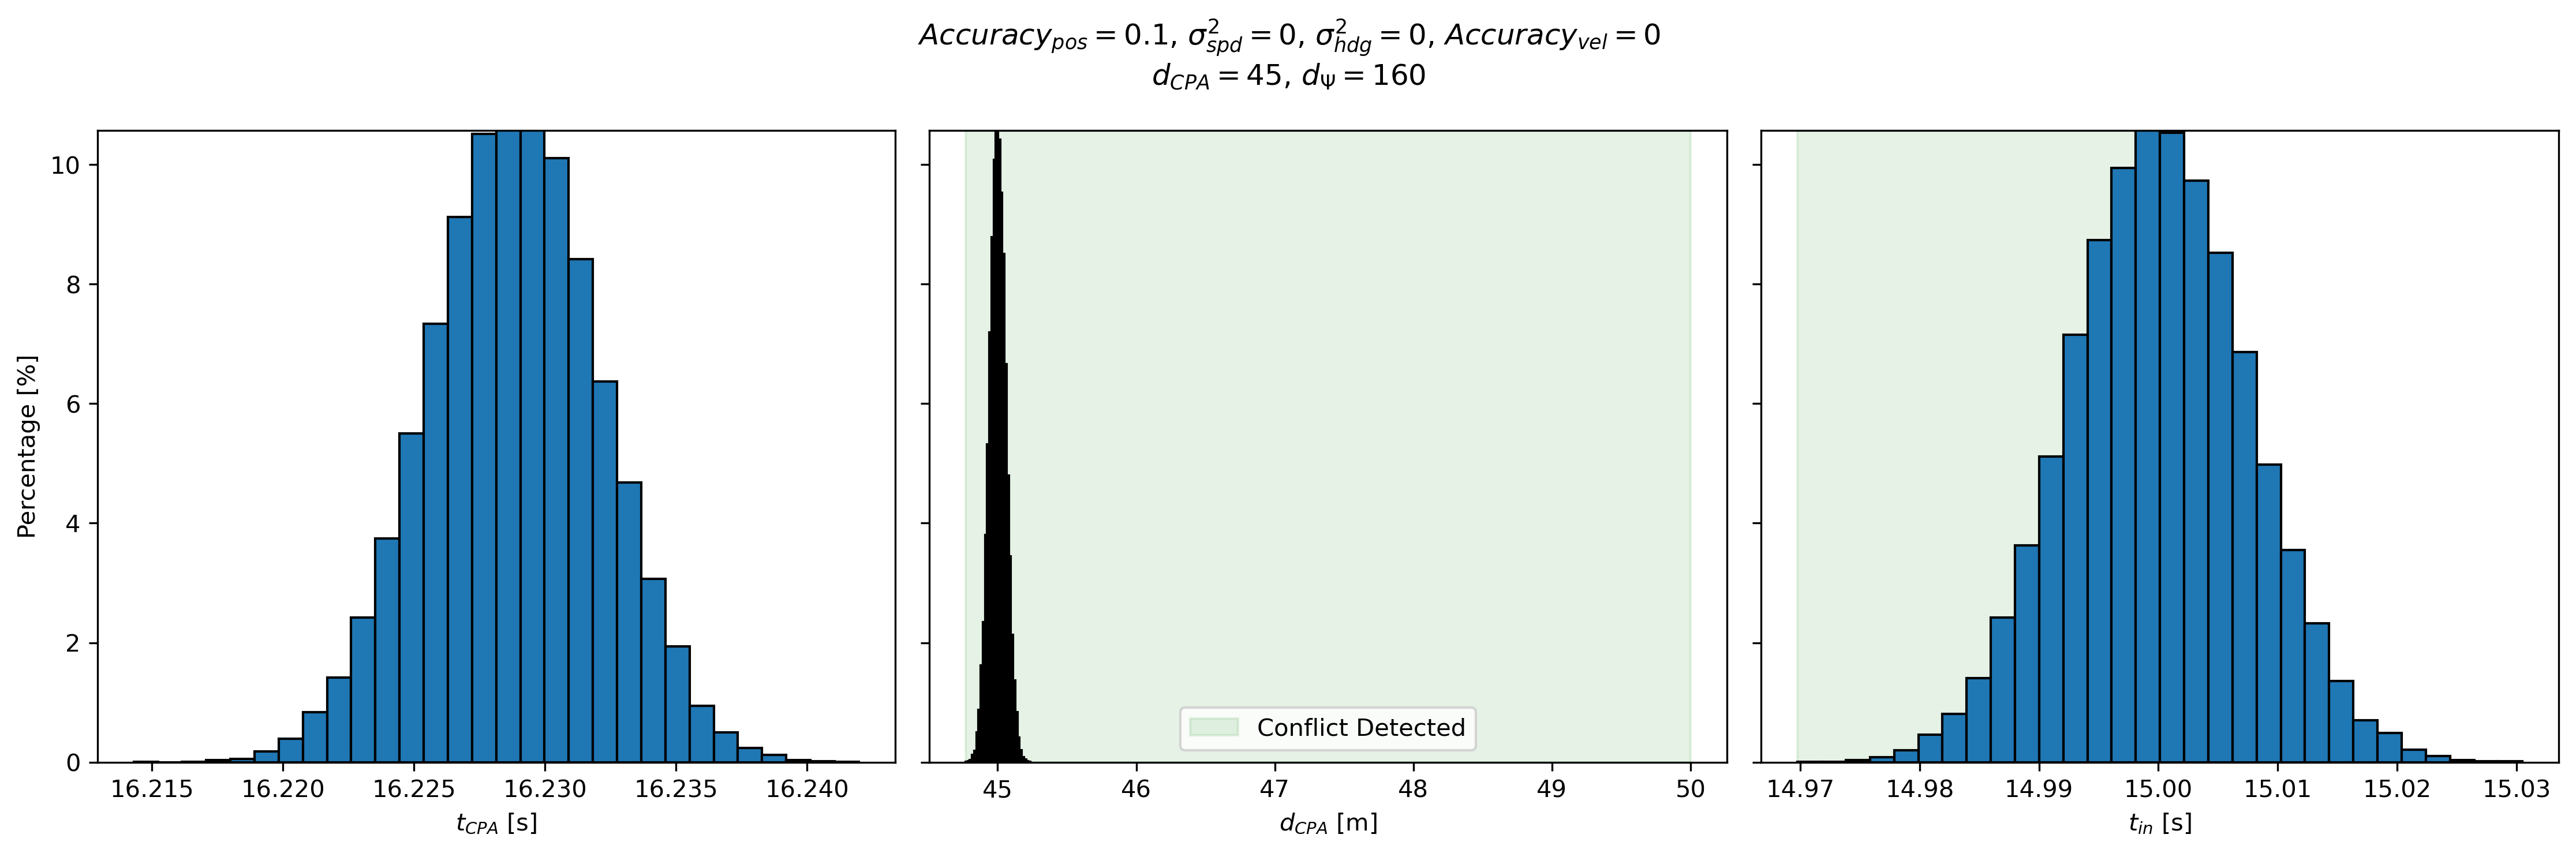 Accuracy_pos = 0.1, σ²_spd = 0, σ²_hdg = 0, Accuracy_vel = 0
d_CPA = 45, d_Ψ = 160
Percentage [%]
10
8
6
4
2
0
16.215 16.220 16.225 16.230 16.235 16.240
t_CPA [s]
Conflict Detected
45 46 47 48 49 50
d_CPA [m]
14.97 14.98 14.99 15.00 15.01 15.02 15.03
t_in [s]